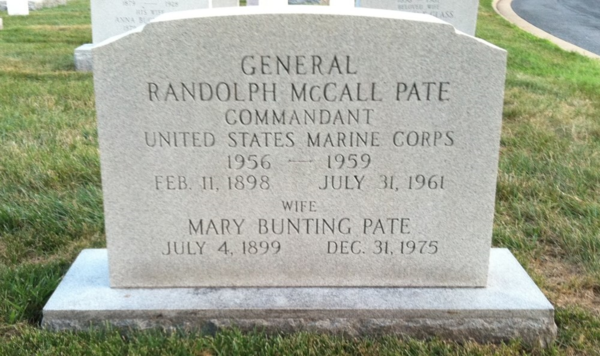 GENERAL
RANDOLPH McCALL PATE
COMMANDANT
UNITED STATES MARINE CORPS
1956 — 1959
FEB. 11, 1898 JULY 31, 1961
WIFE
MARY BUNTING PATE
JULY 4, 1899 DEC. 31, 1975